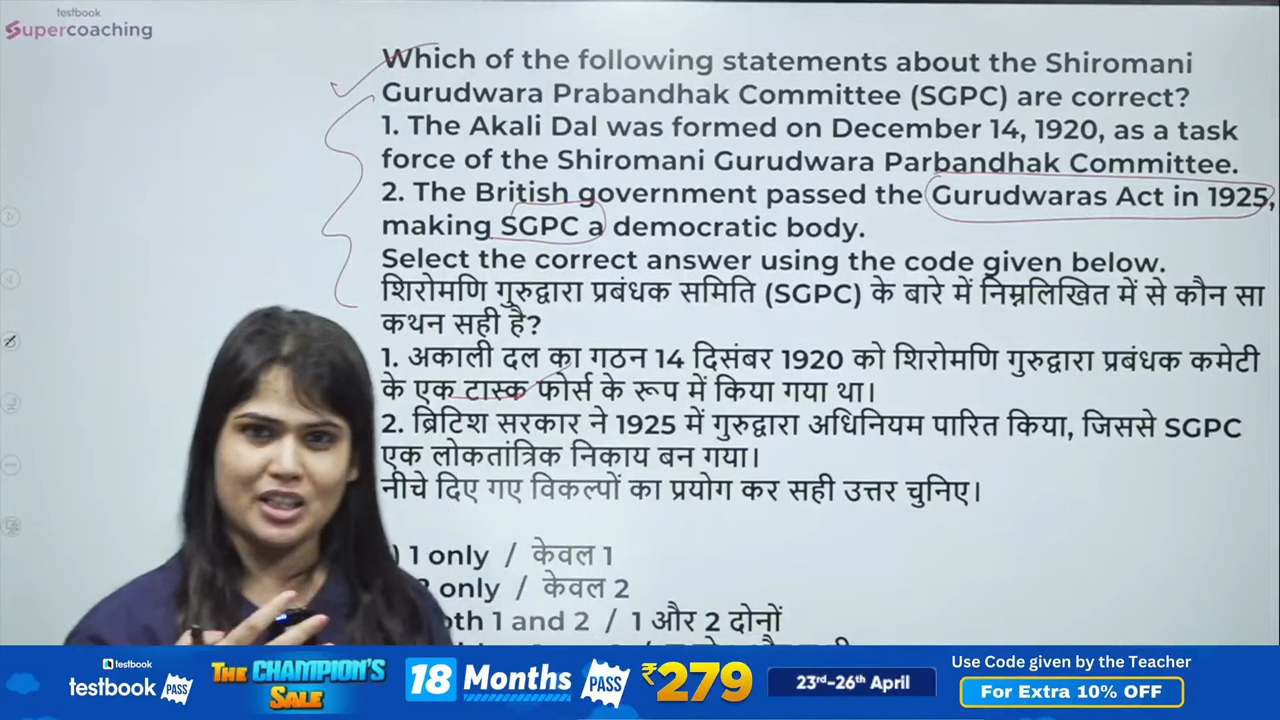 testbook
Supercoaching
Which of the following statements about the Shiromani
Gurudwara Prabandhak Committee (SGPC) are correct?
1. The Akali Dal was formed on December 14, 1920, as a task
force of the Shiromani Gurudwara Parbandhak Committee.
2. The British government passed the Gurudwaras Act in 1925,
making SGPC a democratic body.
Select the correct answer using the code given below.
शिरोमणि गुरुद्वारा प्रबंधक समिति (SGPC) के बारे में निम्नलिखित में से कौन सा
कथन सही है?
1. अकाली दल का गठन 14 दिसंबर 1920 को शिरोमणि गुरुद्वारा प्रबंधक कमेटी
के एक टास्क फोर्स के रूप में किया गया था।
2. ब्रिटिश सरकार ने 1925 में गुरुद्वारा अधिनियम पारित किया, जिससे SGPC
एक लोकतांत्रिक निकाय बन गया।
नीचे दिए गए विकल्पों का प्रयोग कर सही उत्तर चुनिए।
) 1 only / केवल 1
only / केवल 2
oth 1 and 2 / 1 और 2 दोनों
testbook
testbook PASS
THE CHAMPION'S
SALE
18 Months PASS ₹279
23rd-26th April
Use Code given by the Teacher
For Extra 10% OFF